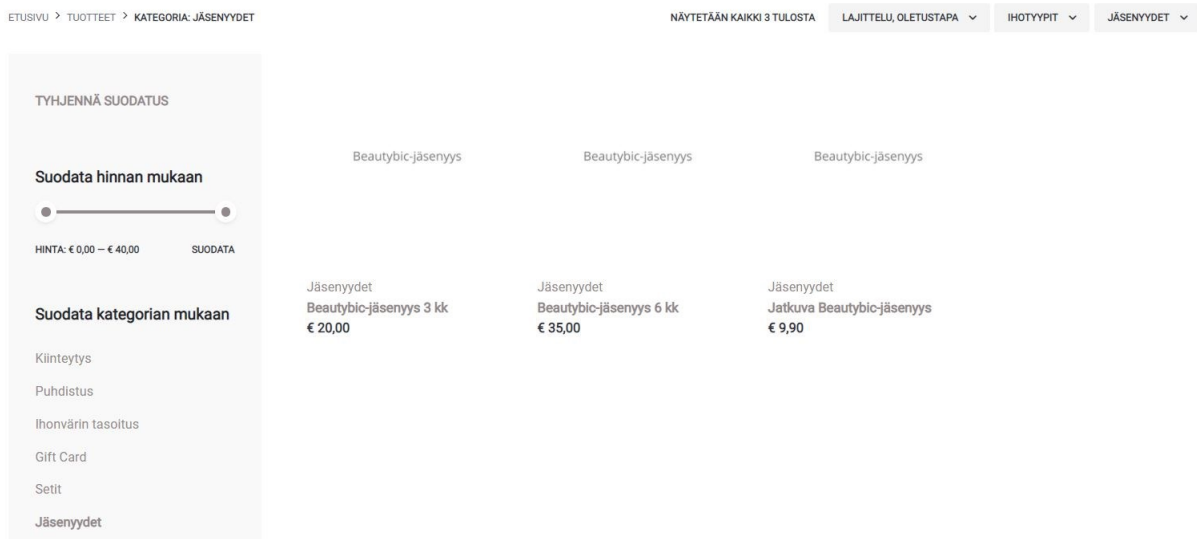 ETUSIVU > TUOTTEET > KATEGORIA: JÄSENYYDET
NÄYTETÄÄN KAIKKI 3 TULOSTA
LAJITTELU, OLETUSTAPA
IHOTYYPIT
JÄSENYYDET
TYHJENNÄ SUODATUS
Suodata hinnan mukaan
HINTA: € 0,00 — € 40,00 SUODATA
Suodata kategorian mukaan
Kiinteytys
Puhdistus
Ihonvärin tasoitus
Gift Card
Setit
Jäsenyydet
Beautybic-jäsenyys
Jäsenyydet
Beautybic-jäsenyys 3 kk
€ 20,00
Beautybic-jäsenyys
Jäsenyydet
Beautybic-jäsenyys 6 kk
€ 35,00
Beautybic-jäsenyys
Jäsenyydet
Jatkuva Beautybic-jäsenyys
€ 9,90